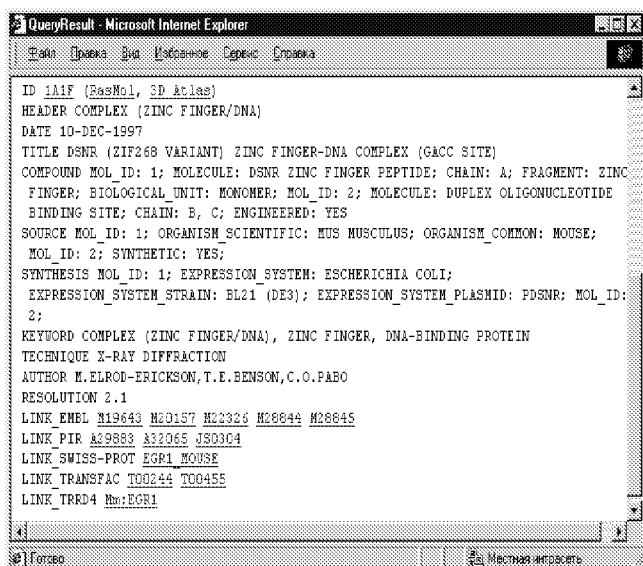 QueryResult - Microsoft Internet Explorer
Файл Правка Вид Избранное Сервис Справка
ID 1A1F (RasMol, 3D Atlas)
HEADER COMPLEX (ZINC FINGER/DNA)
DATE 10-DEC-1997
TITLE DSNR (ZIF268 VARIANT) ZINC FINGER-DNA COMPLEX (GACC SITE)
COMPOUND MOL_ID: 1; MOLECULE: DSNR ZINC FINGER PEPTIDE; CHAIN: A; FRAGMENT: ZINC
FINGER; BIOLOGICAL_UNIT: MONOMER; MOL_ID: 2; MOLECULE: DUPLEX OLIGONUCLEOTIDE
BINDING SITE; CHAIN: B, C; ENGINEERED: YES
SOURCE MOL_ID: 1; ORGANISM_SCIENTIFIC: MUS MUSCULUS; ORGANISM_COMMON: MOUSE;
MOL_ID: 2; SYNTHETIC: YES;
SYNTHESIS MOL_ID: 1; EXPRESSION_SYSTEM: ESCHERICHIA COLI;
EXPRESSION_SYSTEM_STRAIN: BL21 (DE3); EXPRESSION_SYSTEM_PLASMID: PDSNR; MOL_ID:
2;
KEYWORD COMPLEX (ZINC FINGER/DNA), ZINC FINGER, DNA-BINDING PROTEIN
TECHNIQUE X-RAY DIFFRACTION
AUTHOR M.ELROD-ERICKSON,T.E.BENSON,C.O.PABO
RESOLUTION 2.1
LINK_EMBL M19643 M20157 M22326 M28844 M28845
LINK_PIR A29883 A32065 JS0304
LINK_SWISS-PROT EGR1_MOUSE
LINK_TRANSFAC T00244 T00455
LINK_TRRD4 Mm;EGR1
Готово Местная интрасеть